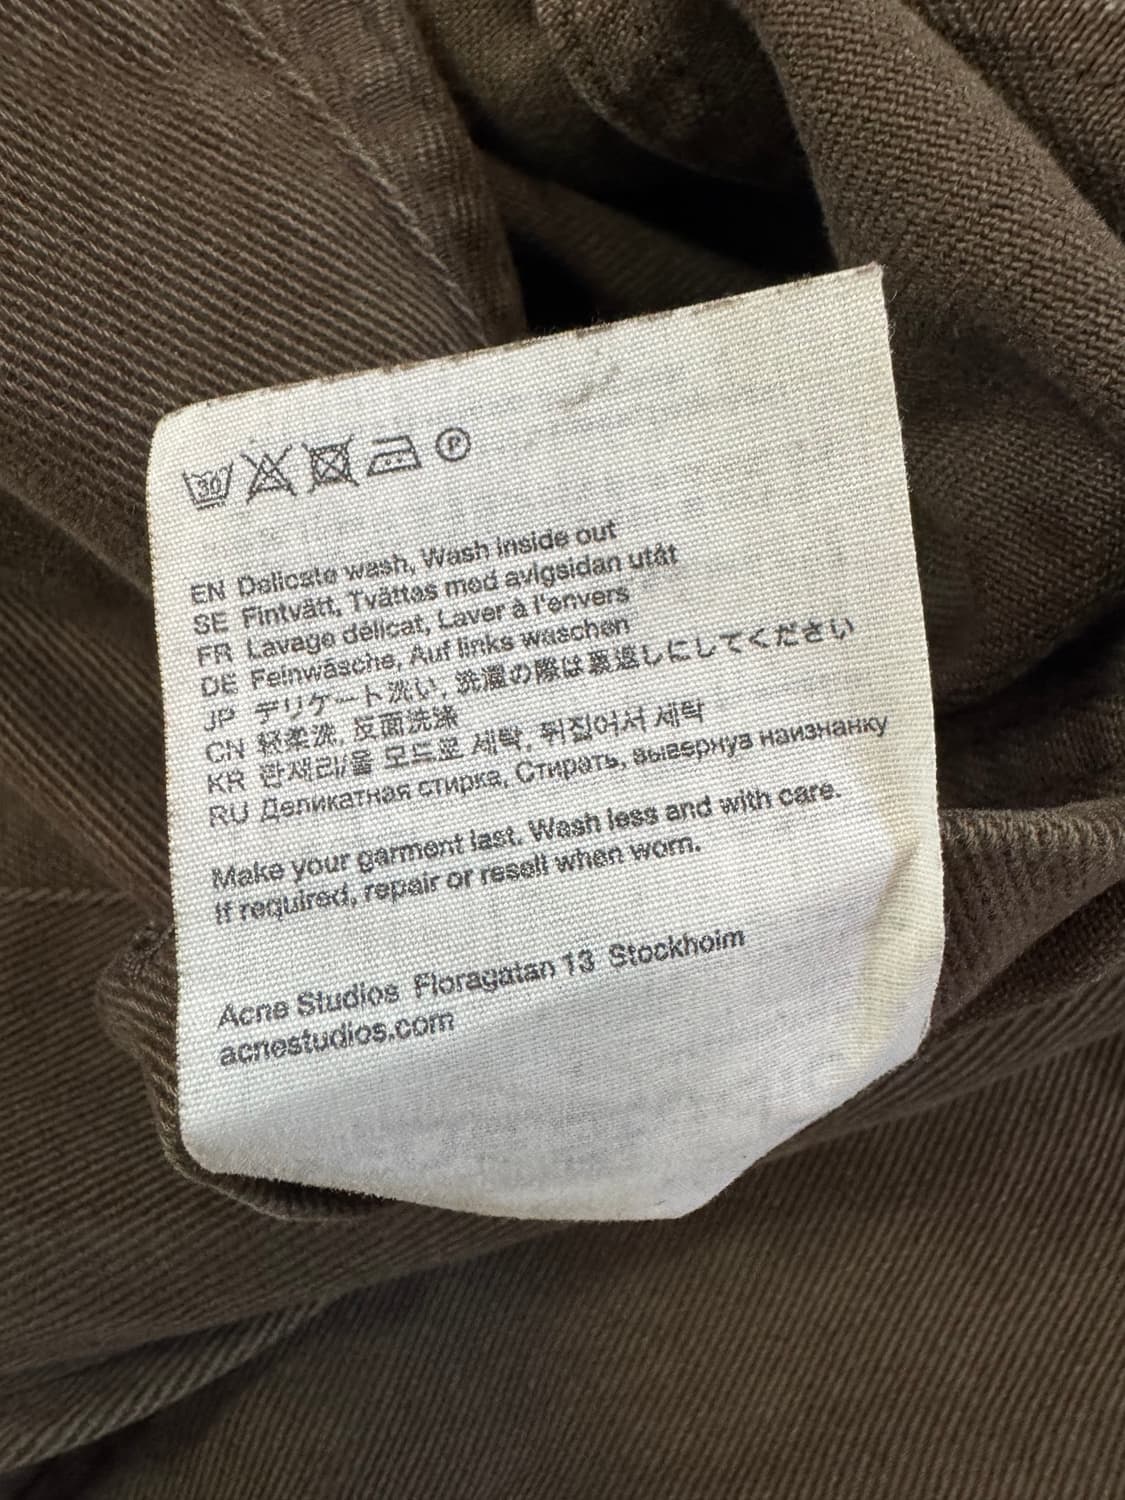 30
P
EN Delicate wash, Wash inside out
SE Fintvätt, Tvättas med avigsidan utåt
FR Lavage délicat, Laver à l'envers
DE Feinwäsche, Auf links waschen
JP デリケート洗い, 洗濯の際は裏返しにしてください
CN 轻柔洗, 反面洗涤
KR 란제리/울 모드로 세탁, 뒤집어서 세탁
RU Деликатная стирка, Стирать, вывернув наизнанку
Make your garment last. Wash less and with care.
If required, repair or resell when worn.
Acne Studios Floragatan 13 Stockholm
acnestudios.com